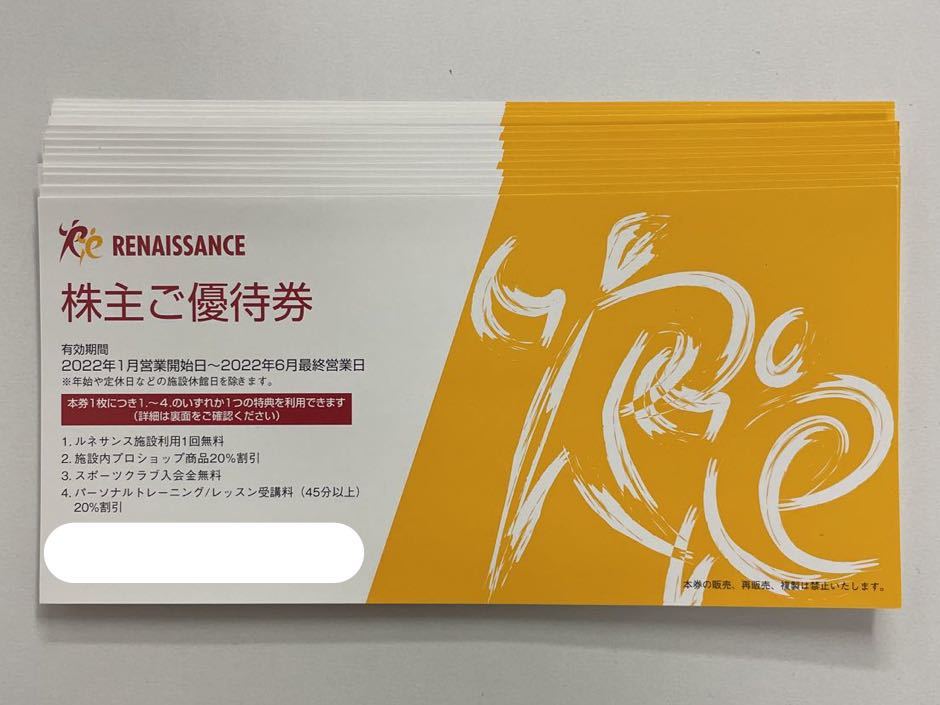 RENAISSANCE
株主ご優待券
有効期間
2022年1月営業開始日～2022年6月最終営業日
※年始や定休日などの施設休館日を除きます。
本券1枚につき1.～4.のいずれか1つの特典を利用できます
（詳細は裏面をご確認ください）
1. ルネサンス施設利用1回無料
2. 施設内プロショップ商品20%割引
3. スポーツクラブ入会金無料
4. パーソナルトレーニング/レッスン受講料（45分以上）
20%割引
本券の販売、再販売、複製は禁止いたします。